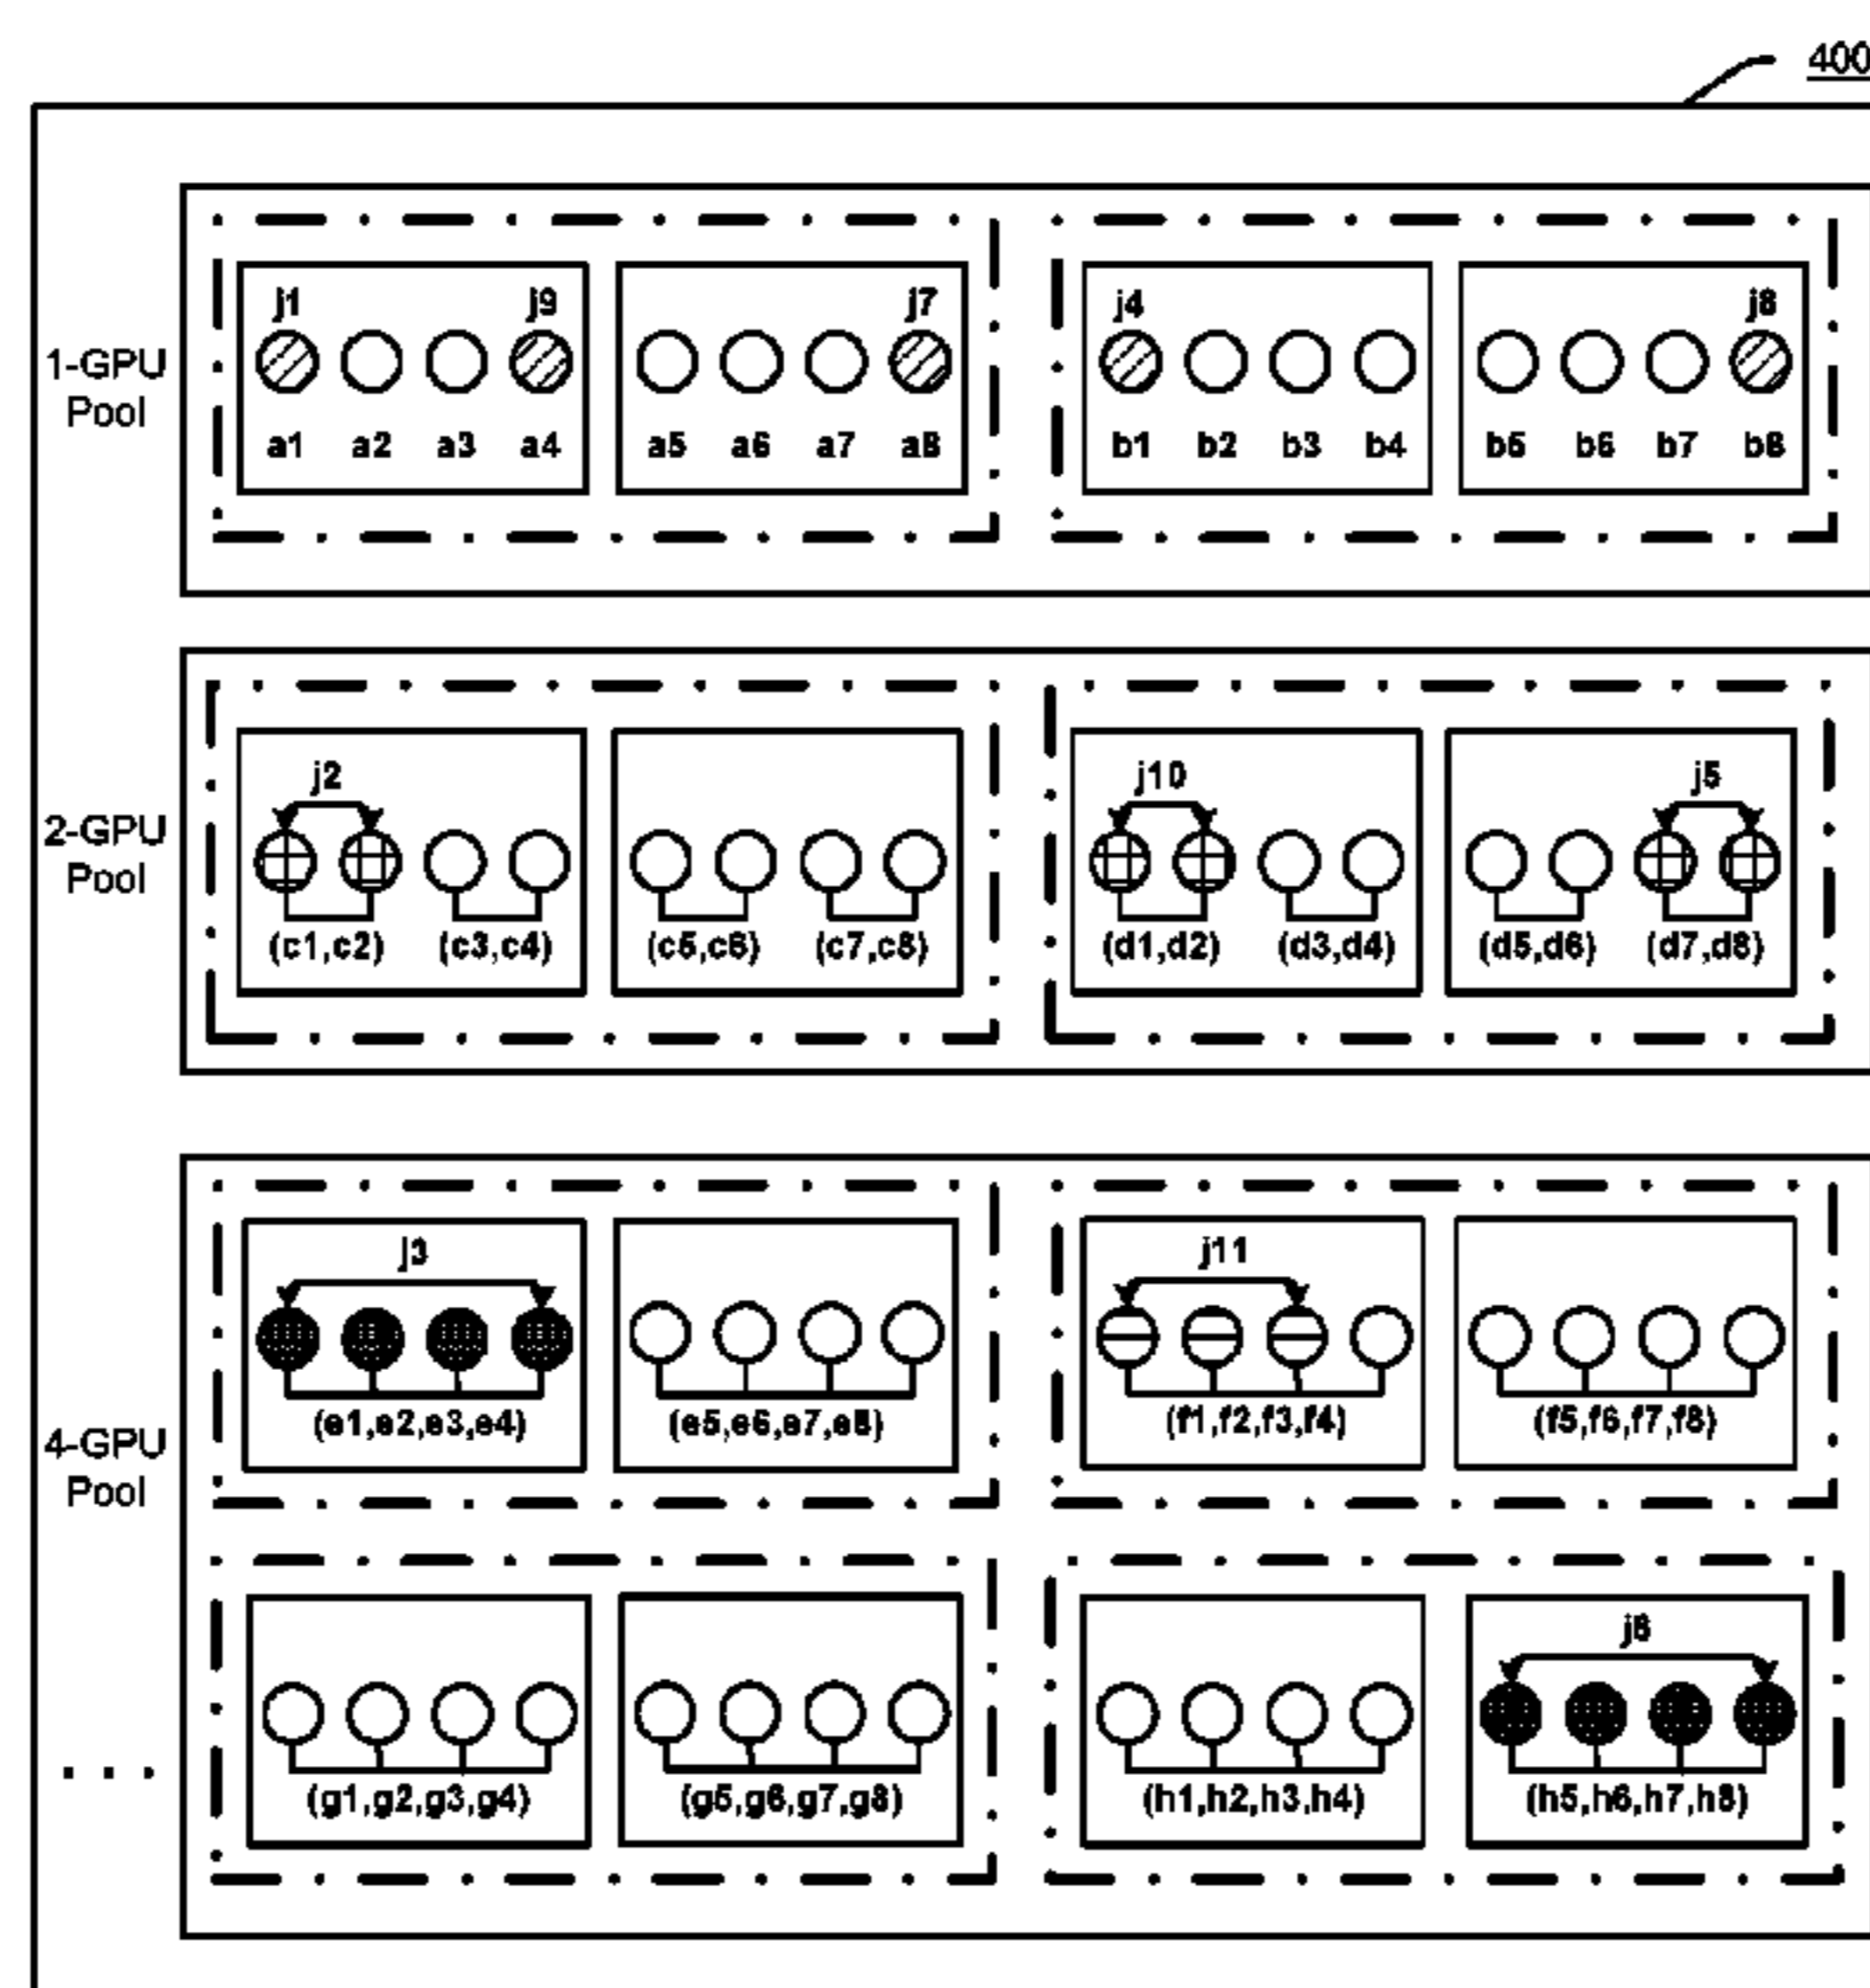 400
j1 j9 j7 j4 j8
1-GPU
Pool
a1 a2 a3 a4 a5 a6 a7 a8 b1 b2 b3 b4 b5 b6 b7 b8
j2 j10 j5
2-GPU
Pool
(c1,c2) (c3,c4) (c5,c6) (c7,c8) (d1,d2) (d3,d4) (d5,d6) (d7,d8)
j3 j11
(e1,e2,e3,e4) (e5,e6,e7,e8) (f1,f2,f3,f4) (f5,f6,f7,f8)
4-GPU
Pool
j6
. . .
(g1,g2,g3,g4) (g5,g6,g7,g8) (h1,h2,h3,h4) (h5,h6,h7,h8)